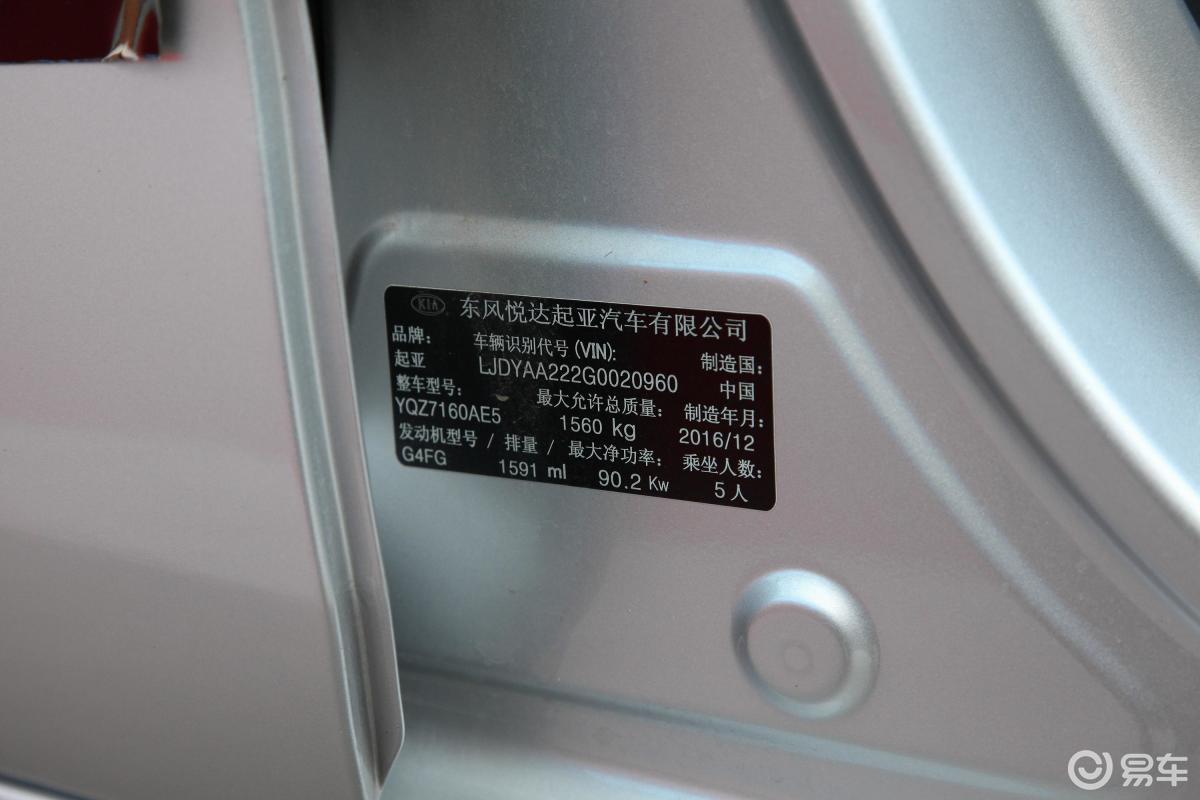 KIA 东风悦达起亚汽车有限公司
品牌： 车辆识别代号(VIN): 制造国：
起亚 LJDYAA222G0020960 中国
整车型号： 最大允许总质量： 制造年月：
YQZ7160AE5 1560 kg 2016/12
发动机型号 / 排量 / 最大净功率： 乘坐人数：
G4FG 1591 ml 90.2 Kw 5人
易车